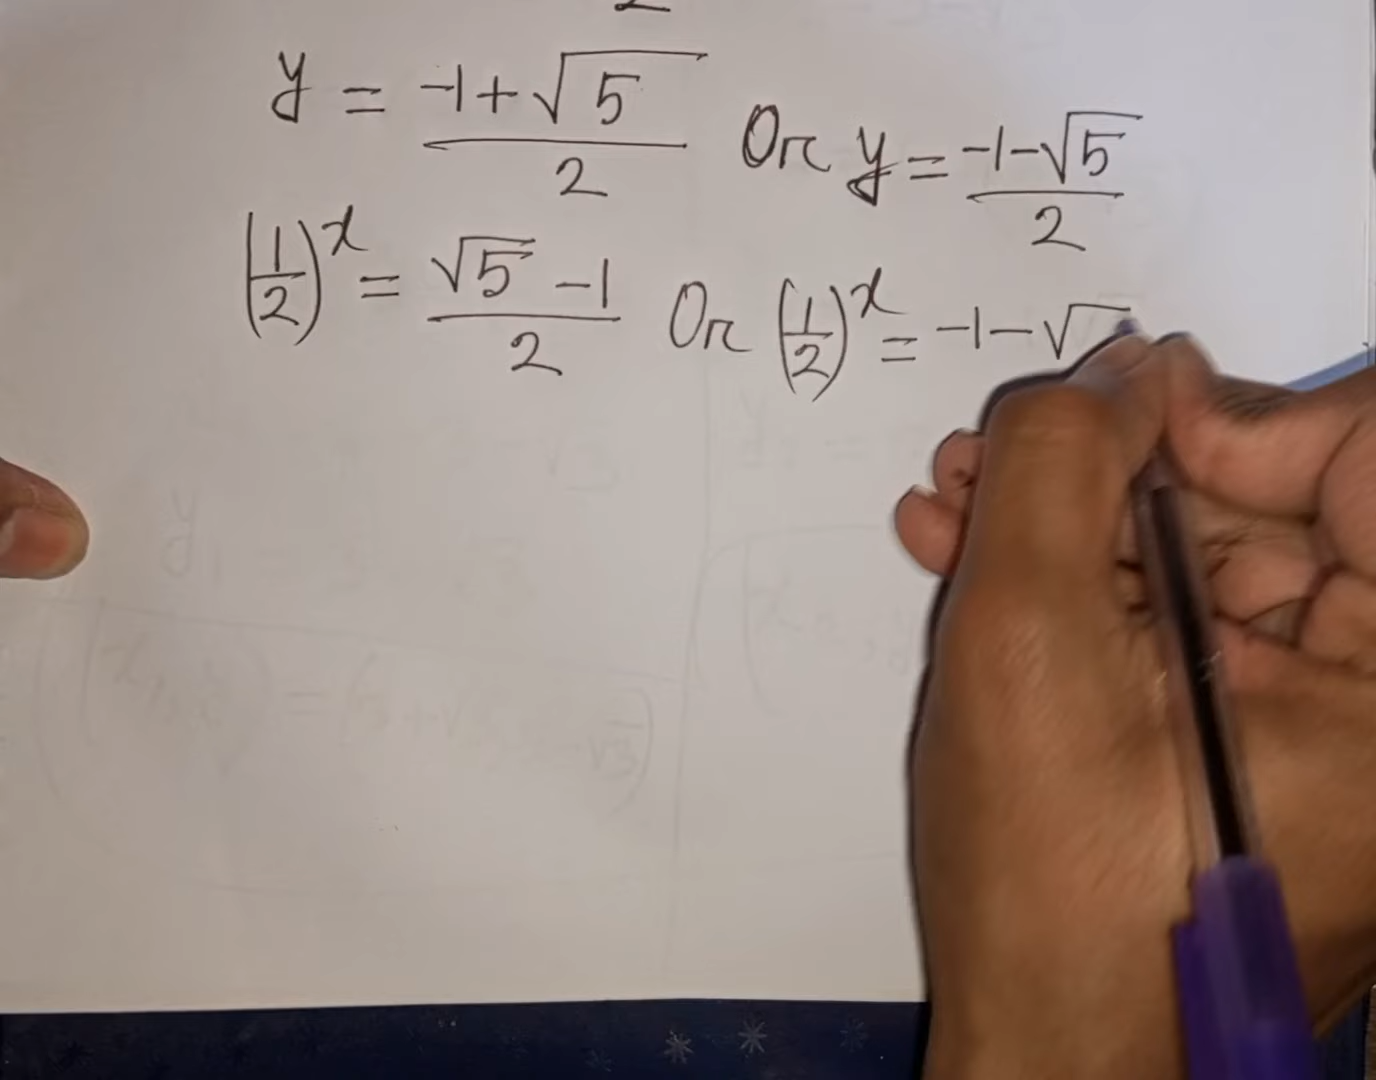 y = (-1+√5)/2 Or y = (-1-√5)/2
(1/2)^x = (√5 -1)/2 Or (1/2)^x = -1-√